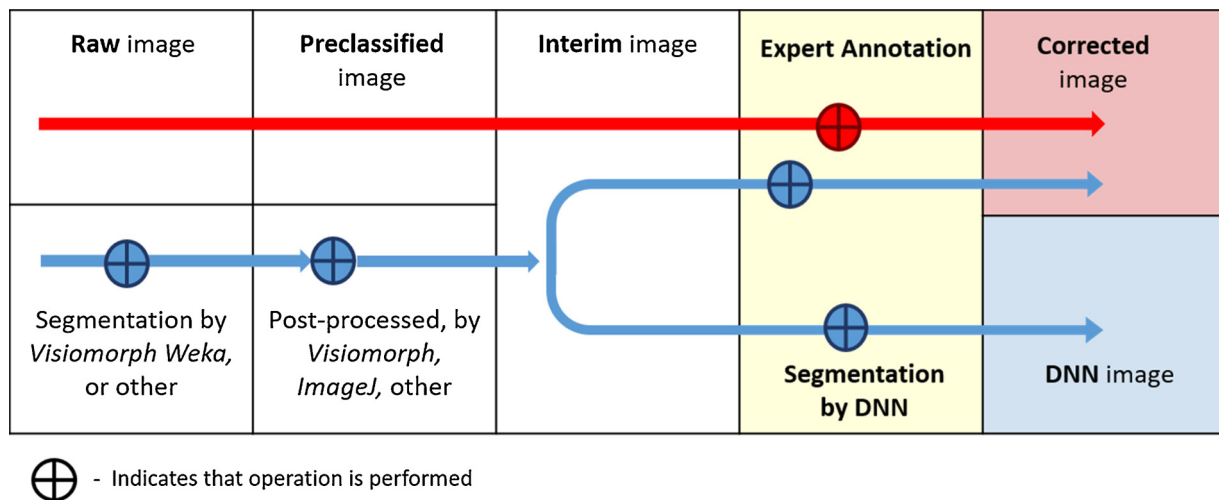 Raw image
Preclassified
image
Interim image
Expert Annotation
Corrected
image
Segmentation by
Visiomorph Weka,
or other
Post-processed, by
Visiomorph,
ImageJ, other
Segmentation
by DNN
DNN image
- Indicates that operation is performed